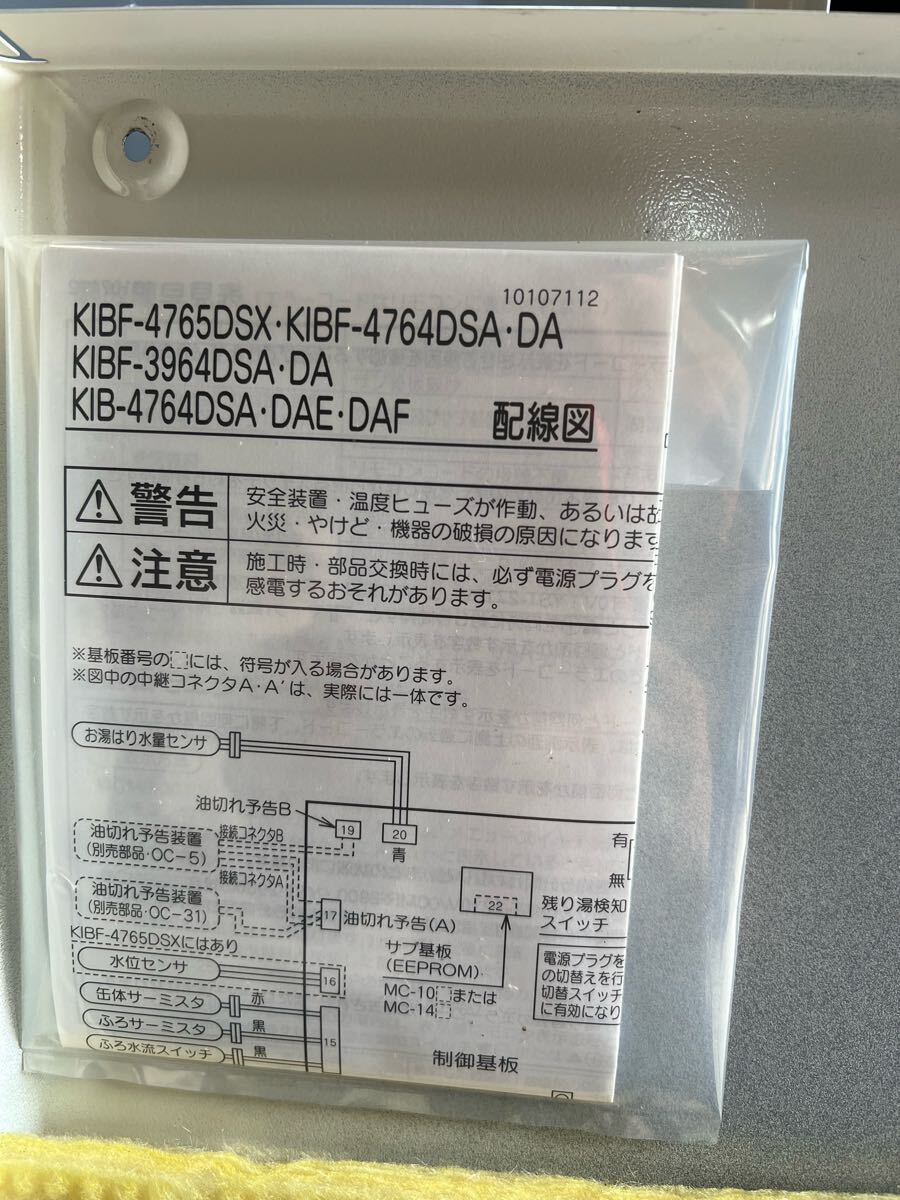 10107112
KIBF-4765DSX・KIBF-4764DSA・DA
KIBF-3964DSA・DA
KIB-4764DSA・DAE・DAF 配線図
警告
安全装置・温度ヒューズが作動、あるいは故
火災・やけど・機器の破損の原因になります
注意
施工時・部品交換時には、必ず電源プラグを
感電するおそれがあります。
※基板番号の には、符号が入る場合があります。
※図中の中継コネクタA・A'は、実際には一体です。
お湯はり水量センサ
油切れ予告B
19
20
青
有
無
油切れ予告装置
(別売部品・OC-5)
接続コネクタB
接続コネクタA
22
残り湯検知
スイッチ
油切れ予告装置
(別売部品・OC-31)
17
油切れ予告(A)
サブ基板
(EEPROM)
MC-10 または
MC-14
電源プラグを
の切替えを行
切替スイッチ
に有効になり
KIBF-4765DSXにはあり
水位センサ
16
缶体サーミスタ
赤
ふろサーミスタ
黒
15
ふろ水流スイッチ
黒
制御基板